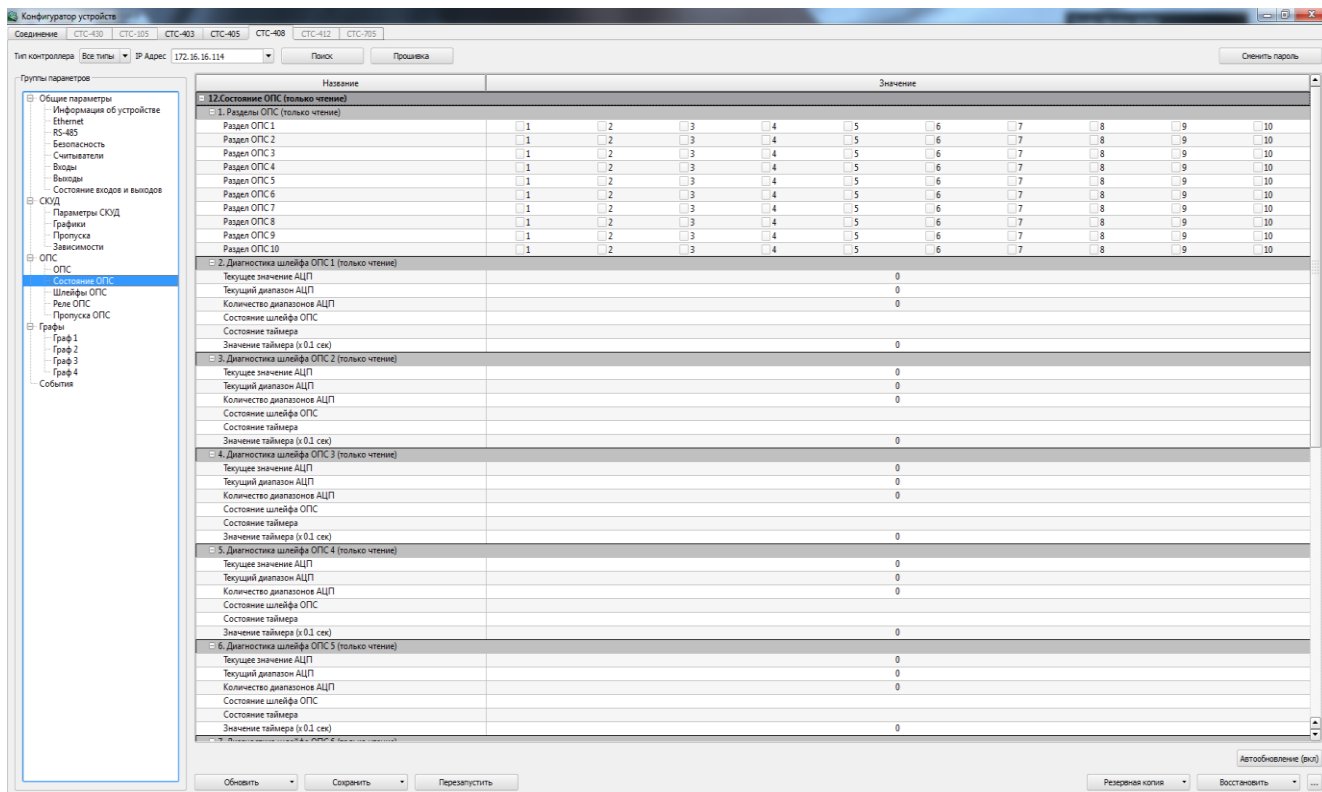 Конфигуратор устройств
Соединение СТС-430 СТС-105 СТС-403 СТС-405 СТС-408 СТС-412 СТС-705
Тип контроллера Все типы IP Адрес 172.16.16.114 Поиск Прошивка Сменить пароль
Группы параметров
Общие параметры
Информация об устройстве
Ethernet
RS-485
Безопасность
Считыватели
Входы
Выходы
Состояние входов и выходов
СКУД
Параметры СКУД
Графики
Пропуска
Зависимости
ОПС
ОПС
Состояние ОПС
Шлейфы ОПС
Реле ОПС
Пропуска ОПС
Графы
Граф 1
Граф 2
Граф 3
Граф 4
События
Название Значение
12.Состояние ОПС (только чтение)
1. Разделы ОПС (только чтение)
Раздел ОПС 1 1 2 3 4 5 6 7 8 9 10
Раздел ОПС 2 1 2 3 4 5 6 7 8 9 10
Раздел ОПС 3 1 2 3 4 5 6 7 8 9 10
Раздел ОПС 4 1 2 3 4 5 6 7 8 9 10
Раздел ОПС 5 1 2 3 4 5 6 7 8 9 10
Раздел ОПС 6 1 2 3 4 5 6 7 8 9 10
Раздел ОПС 7 1 2 3 4 5 6 7 8 9 10
Раздел ОПС 8 1 2 3 4 5 6 7 8 9 10
Раздел ОПС 9 1 2 3 4 5 6 7 8 9 10
Раздел ОПС 10 1 2 3 4 5 6 7 8 9 10
2. Диагностика шлейфа ОПС 1 (только чтение)
Текущее значение АЦП 0
Текущий диапазон АЦП 0
Количество диапазонов АЦП 0
Состояние шлейфа ОПС
Состояние таймера
Значение таймера (x 0.1 сек) 0
3. Диагностика шлейфа ОПС 2 (только чтение)
Текущее значение АЦП 0
Текущий диапазон АЦП 0
Количество диапазонов АЦП 0
Состояние шлейфа ОПС
Состояние таймера
Значение таймера (x 0.1 сек) 0
4. Диагностика шлейфа ОПС 3 (только чтение)
Текущее значение АЦП 0
Текущий диапазон АЦП 0
Количество диапазонов АЦП 0
Состояние шлейфа ОПС
Состояние таймера
Значение таймера (x 0.1 сек) 0
5. Диагностика шлейфа ОПС 4 (только чтение)
Текущее значение АЦП 0
Текущий диапазон АЦП 0
Количество диапазонов АЦП 0
Состояние шлейфа ОПС
Состояние таймера
Значение таймера (x 0.1 сек) 0
6. Диагностика шлейфа ОПС 5 (только чтение)
Текущее значение АЦП 0
Текущий диапазон АЦП 0
Количество диапазонов АЦП 0
Состояние шлейфа ОПС
Состояние таймера
Значение таймера (x 0.1 сек) 0
7. Диагностика шлейфа ОПС 6 (только чтение)
Автообновление (вкл)
Обновить Сохранить Перезапустить Резервная копия Восстановить ...